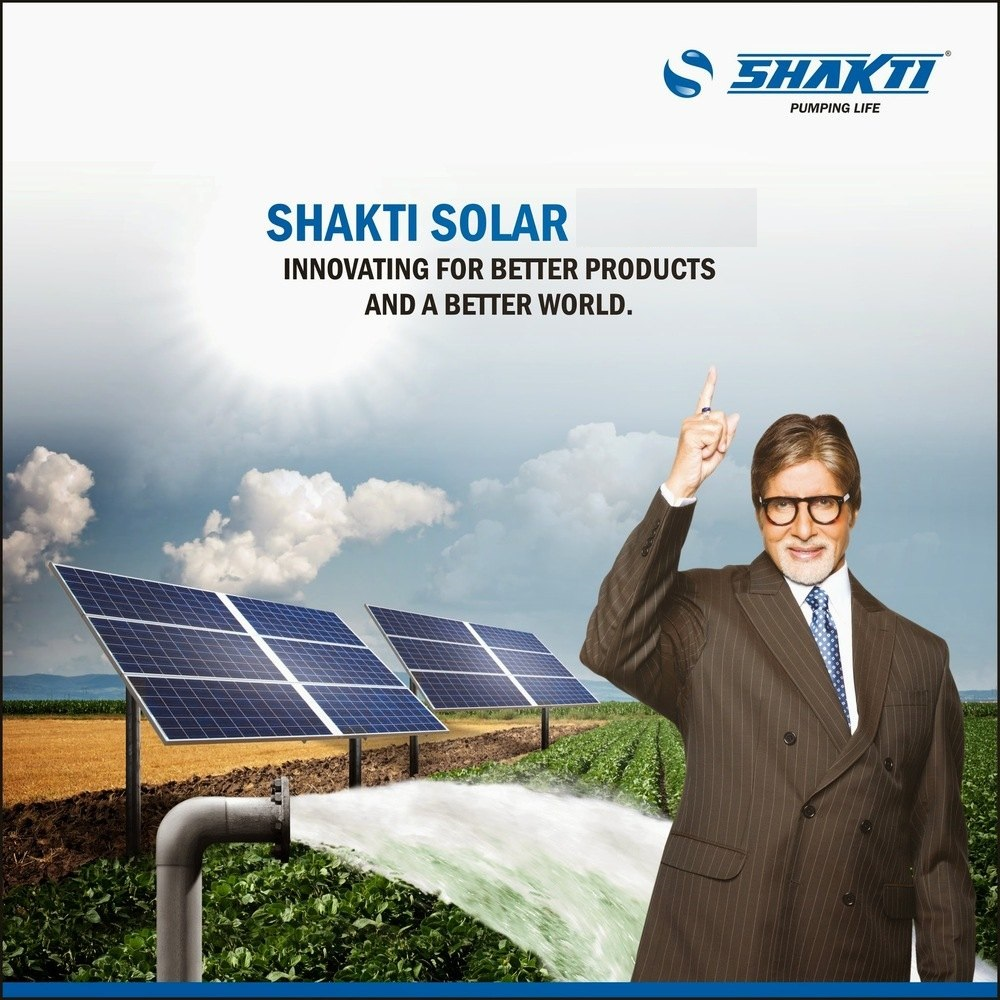 SHAKTI®
PUMPING LIFE
SHAKTI SOLAR
INNOVATING FOR BETTER PRODUCTS
AND A BETTER WORLD.